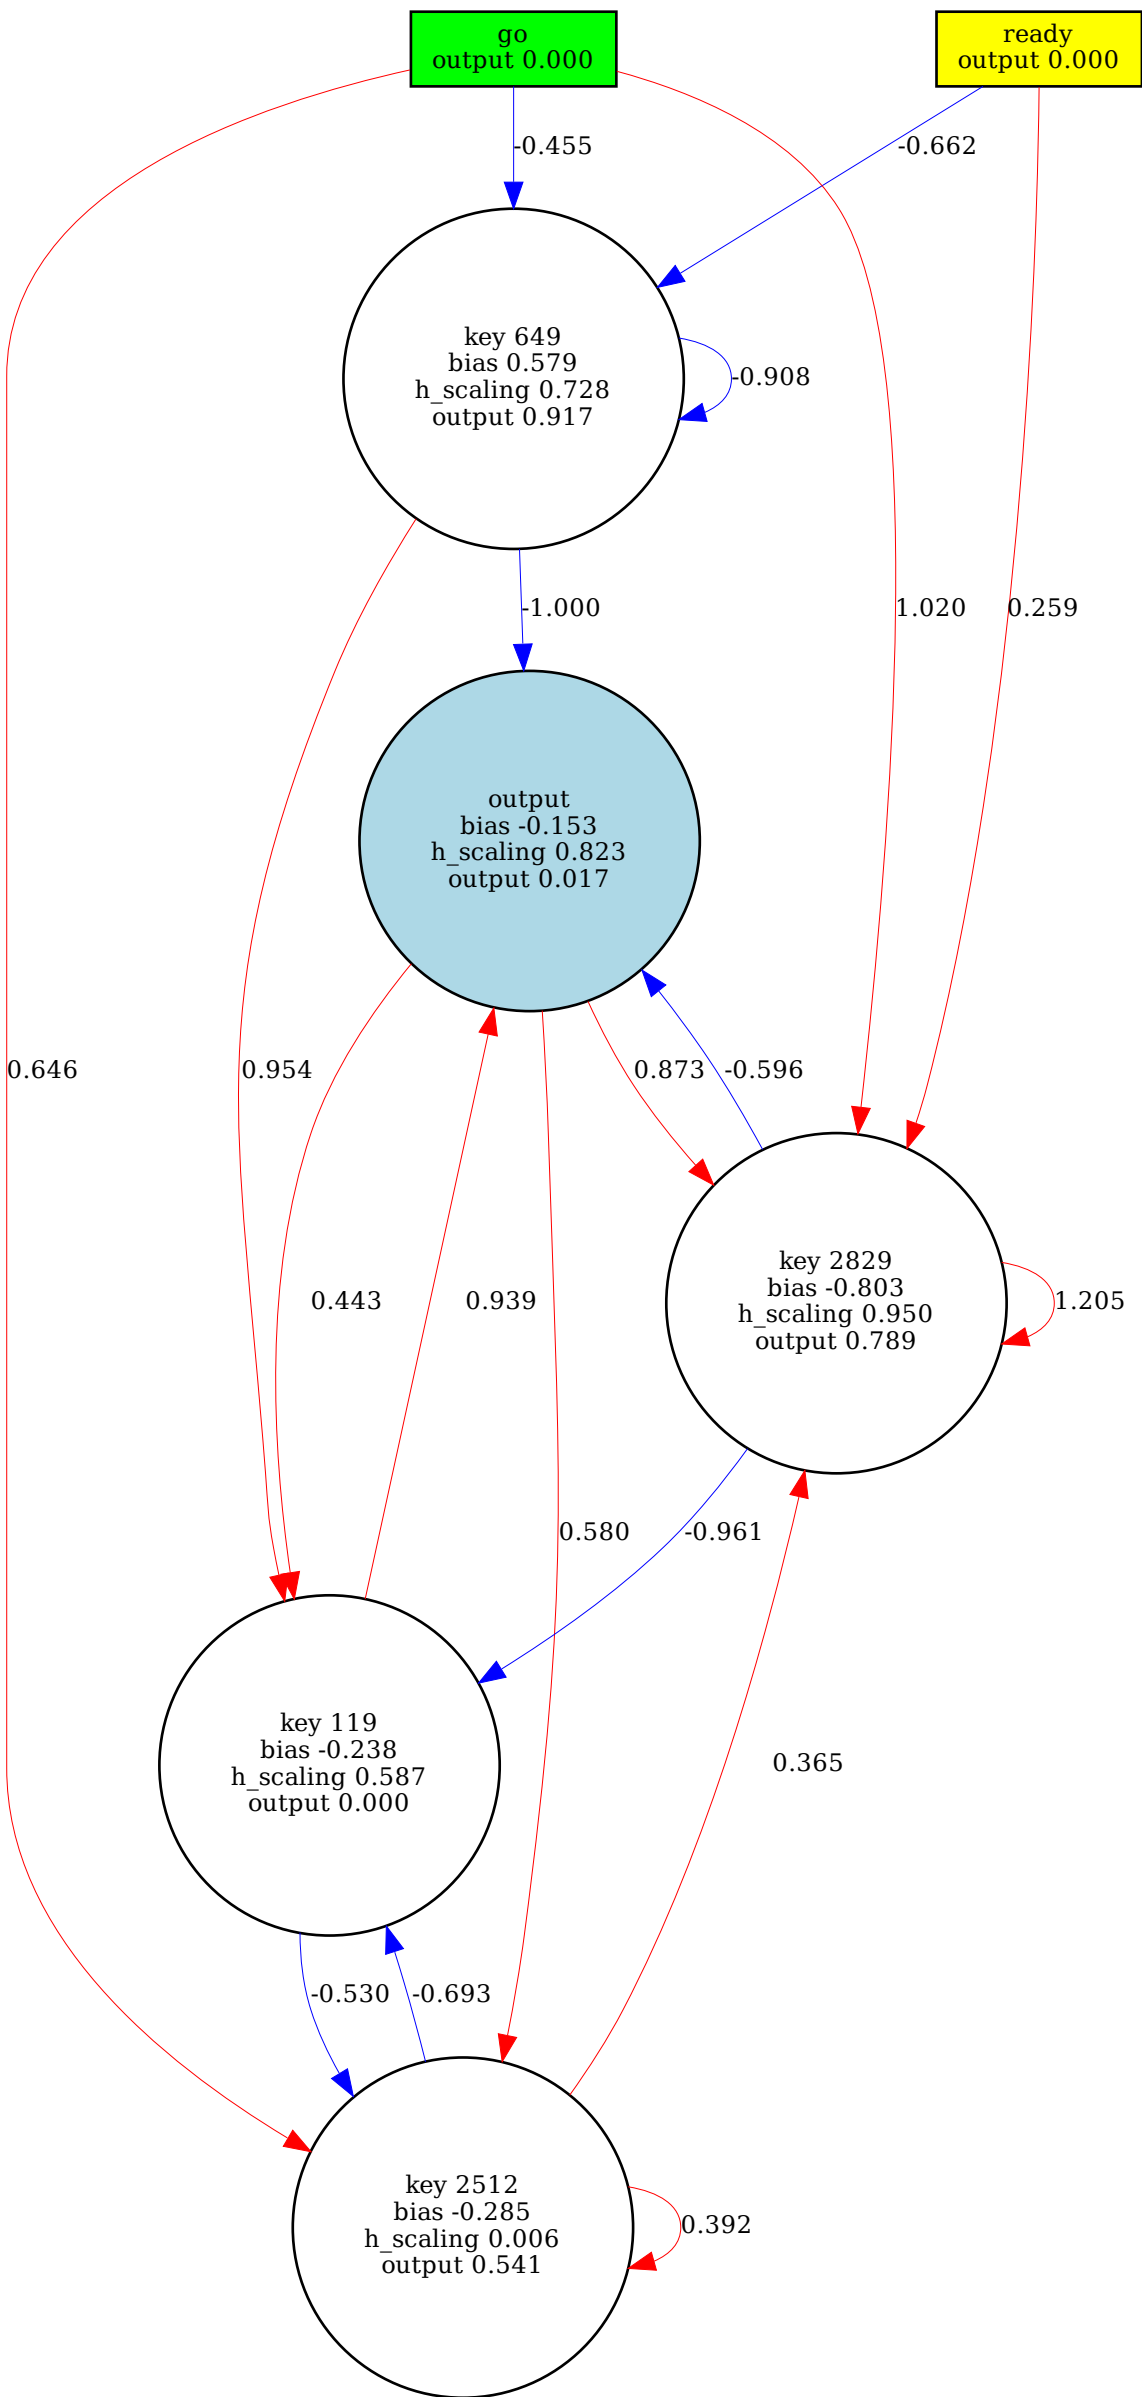 go
output 0.000
ready
output 0.000
-0.455
-0.662
key 649
bias 0.579
h_scaling 0.728
output 0.917
-0.908
-1.000
1.020
0.259
output
bias -0.153
h_scaling 0.823
output 0.017
0.646
0.954
0.873
-0.596
key 2829
bias -0.803
h_scaling 0.950
output 0.789
0.443
0.939
1.205
0.580
-0.961
key 119
bias -0.238
h_scaling 0.587
output 0.000
0.365
-0.530
-0.693
key 2512
bias -0.285
h_scaling 0.006
output 0.541
0.392